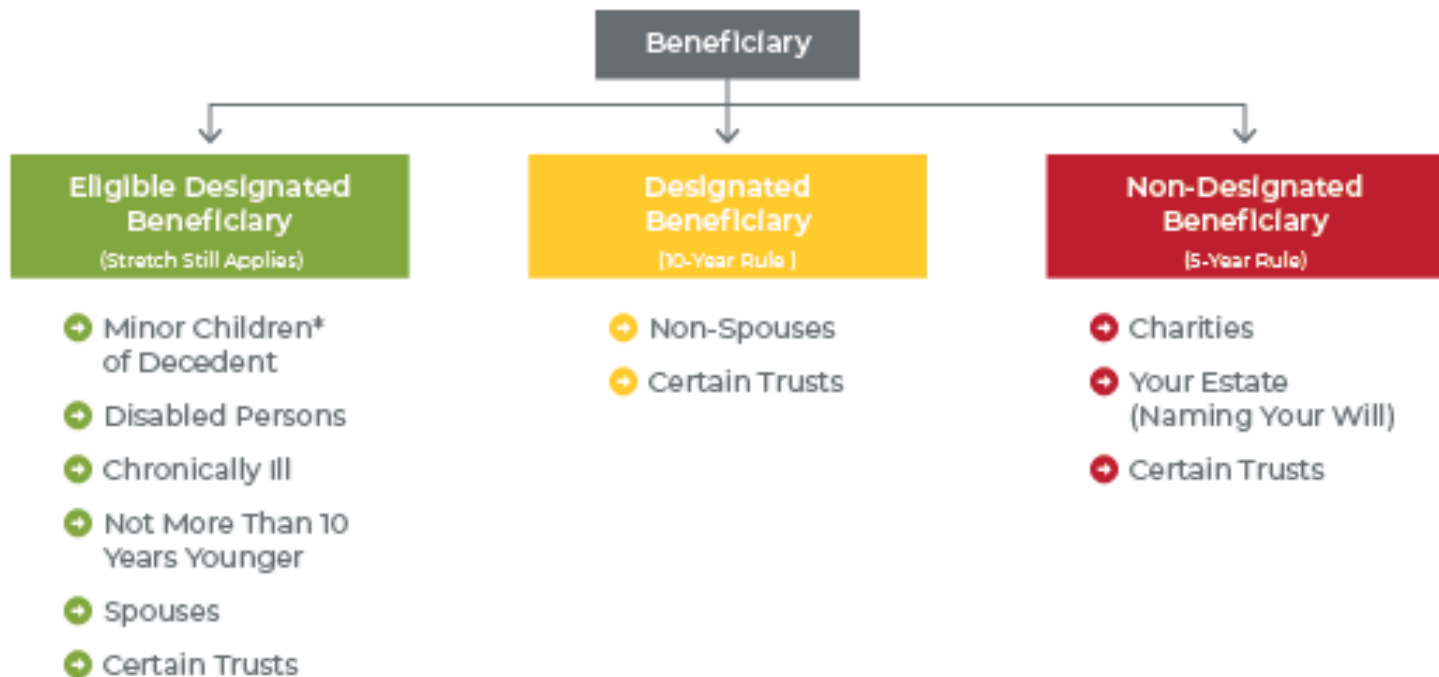 Beneficiary
Eligible Designated
Beneficiary
(Stretch Still Applies)
Minor Children*
of Decedent
Disabled Persons
Chronically Ill
Not More Than 10
Years Younger
Spouses
Certain Trusts
Designated
Beneficiary
(10-Year Rule )
Non-Spouses
Certain Trusts
Non-Designated
Beneficiary
(5-Year Rule)
Charities
Your Estate
(Naming Your Will)
Certain Trusts